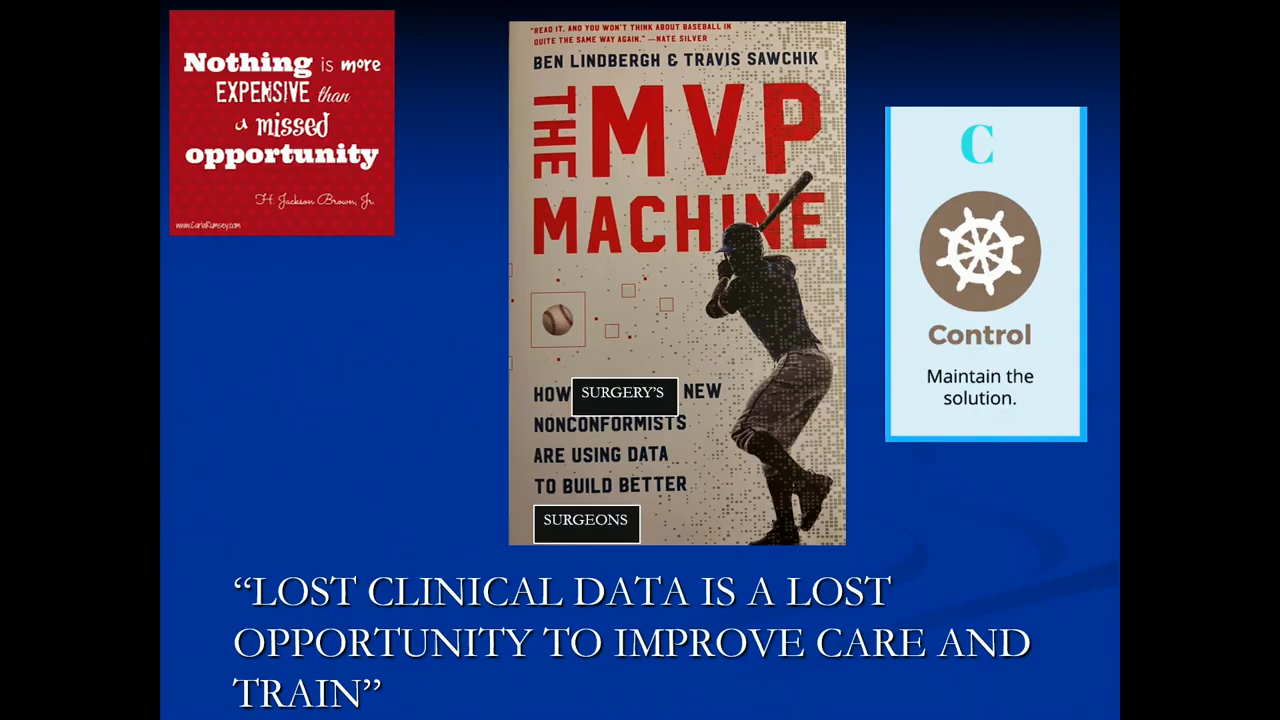 Nothing is more
EXPENSIVE than
a missed
opportunity
H. Jackson Brown, Jr.
www.CarlaRumsey.com
"READ IT, AND YOU WON'T THINK ABOUT BASEBALL IN
QUITE THE SAME WAY AGAIN." —NATE SILVER
BEN LINDBERGH & TRAVIS SAWCHIK
THE MVP
MACHINE
HOW SURGERY'S NEW
NONCONFORMISTS
ARE USING DATA
TO BUILD BETTER
SURGEONS
C
Control
Maintain the
solution.
“LOST CLINICAL DATA IS A LOST
OPPORTUNITY TO IMPROVE CARE AND
TRAIN”